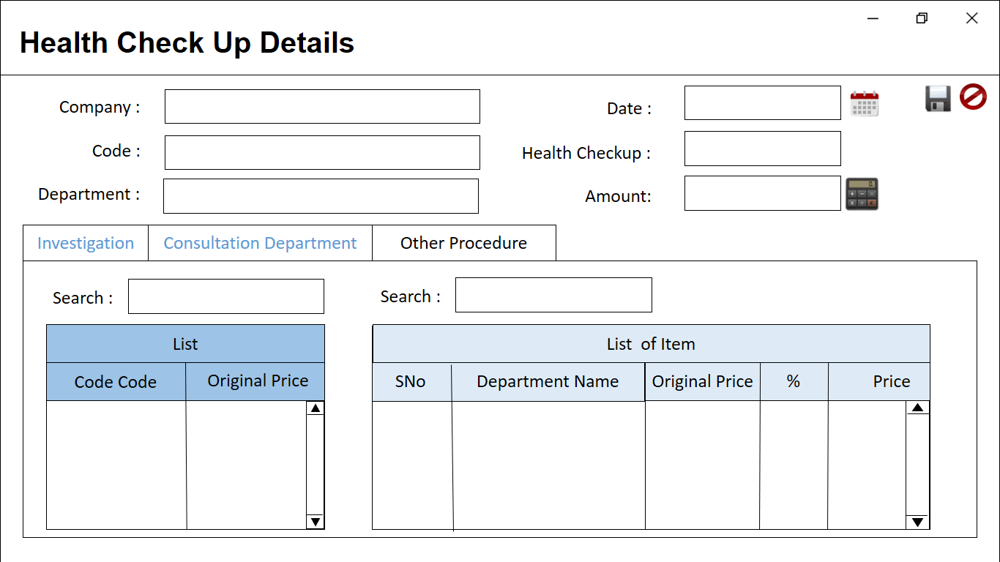 Health Check Up Details
Company :
Date :
Code :
Health Checkup :
Department :
Amount:
Investigation
Consultation Department
Other Procedure
Search :
Search :
List
Code Code
Original Price
List  of Item
SNo
Department Name
Original Price
%
Price